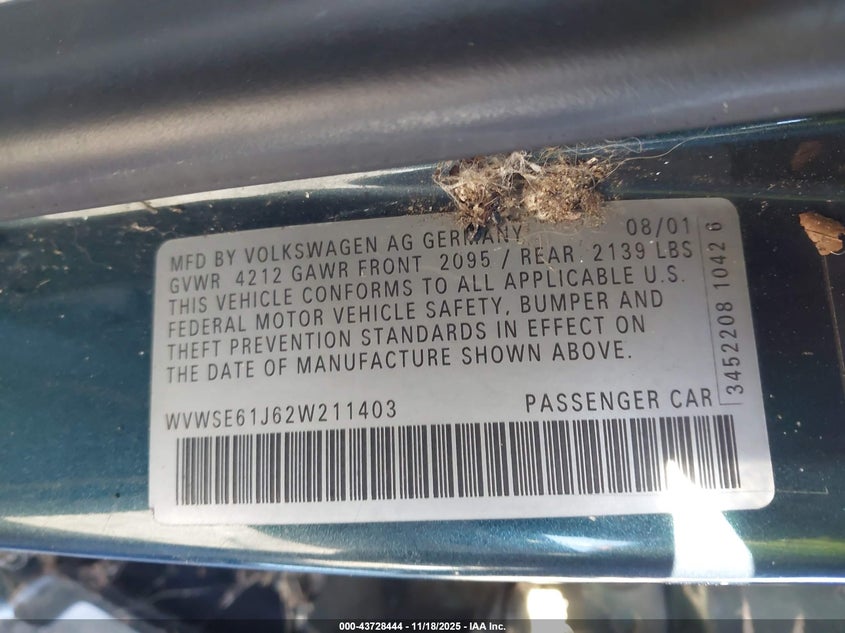 MFD BY VOLKSWAGEN AG GERMANY 08/01
GVWR 4212 GAWR FRONT 2095 / REAR 2139 LBS
THIS VEHICLE CONFORMS TO ALL APPLICABLE U.S.
FEDERAL MOTOR VEHICLE SAFETY, BUMPER AND
THEFT PREVENTION STANDARDS IN EFFECT ON
THE DATE OF MANUFACTURE SHOWN ABOVE.
WVWSE61J62W211403 PASSENGER CAR
3452208 1042 6
000-43728444 - 11/18/2025 - IAA Inc.